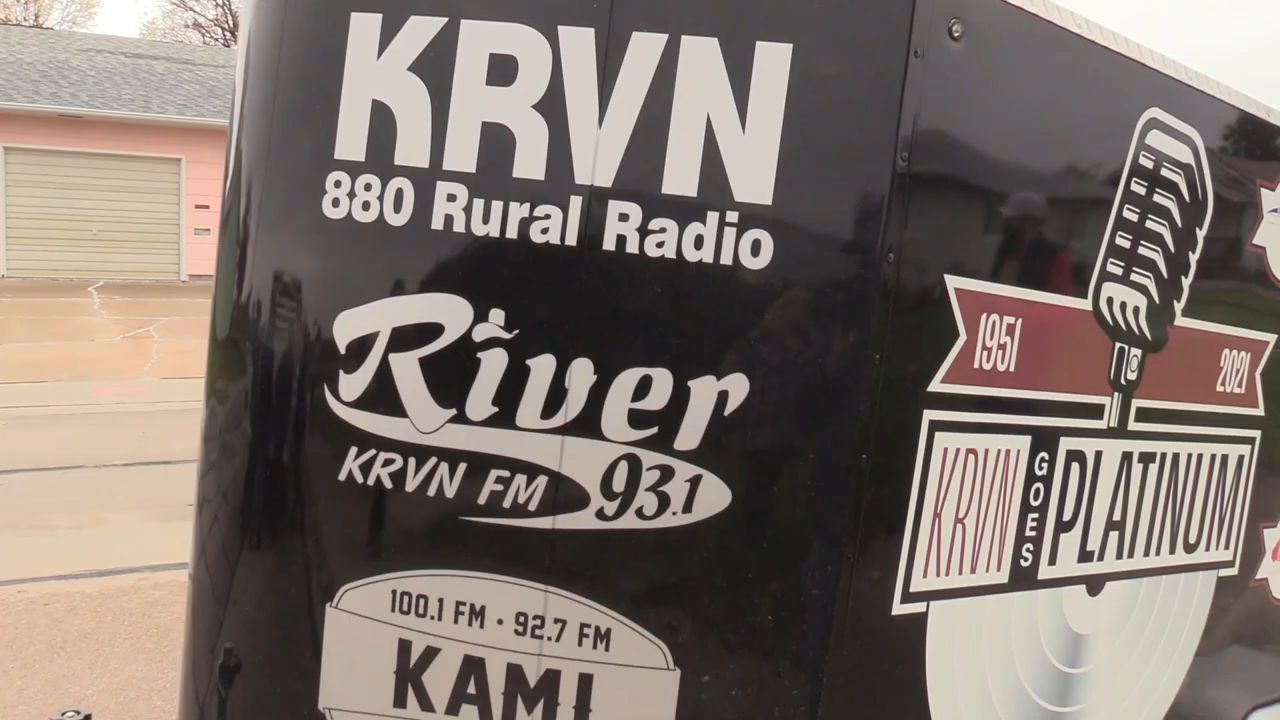 KRVN
880 Rural Radio
River
KRVN FM 93.1
100.1 FM • 92.7 FM
KAMI
1951
2021
KRVN GOES PLATINUM